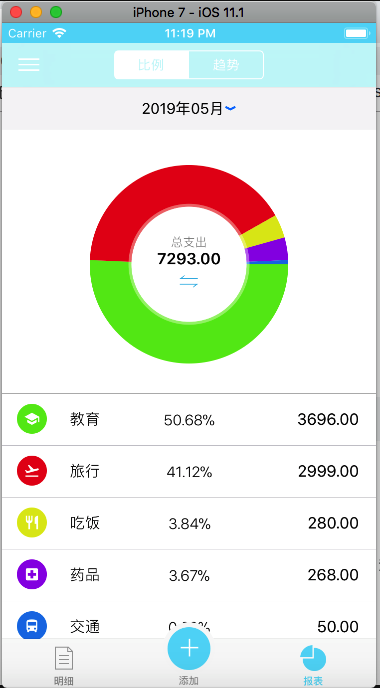 iPhone 7 - iOS 11.1
Carrier 11:19 PM
比例 趋势
2019年05月
总支出
7293.00
教育 50.68% 3696.00
旅行 41.12% 2999.00
吃饭 3.84% 280.00
药品 3.67% 268.00
交通 50.00
明细 添加 报表